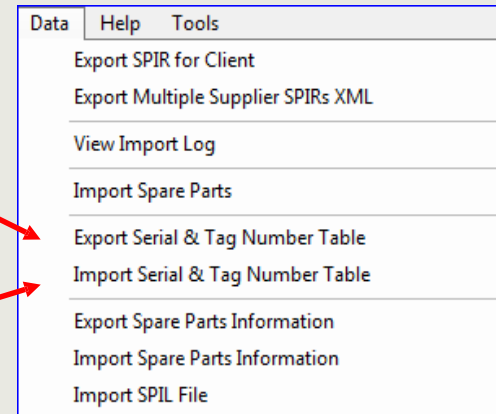 Data Help Tools
Export SPIR for Client
Export Multiple Supplier SPIRs XML
View Import Log
Import Spare Parts
Export Serial & Tag Number Table
Import Serial & Tag Number Table
Export Spare Parts Information
Import Spare Parts Information
Import SPIL File